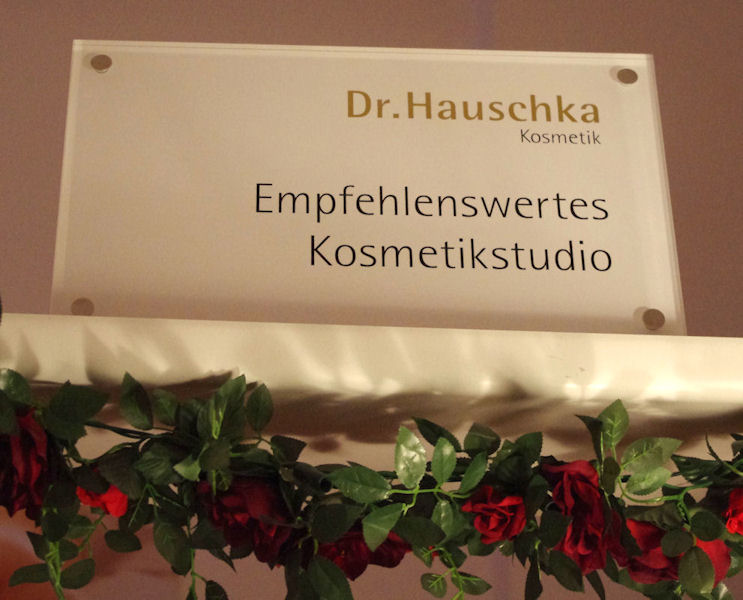 Dr.Hauschka
Kosmetik
Empfehlenswertes
Kosmetikstudio